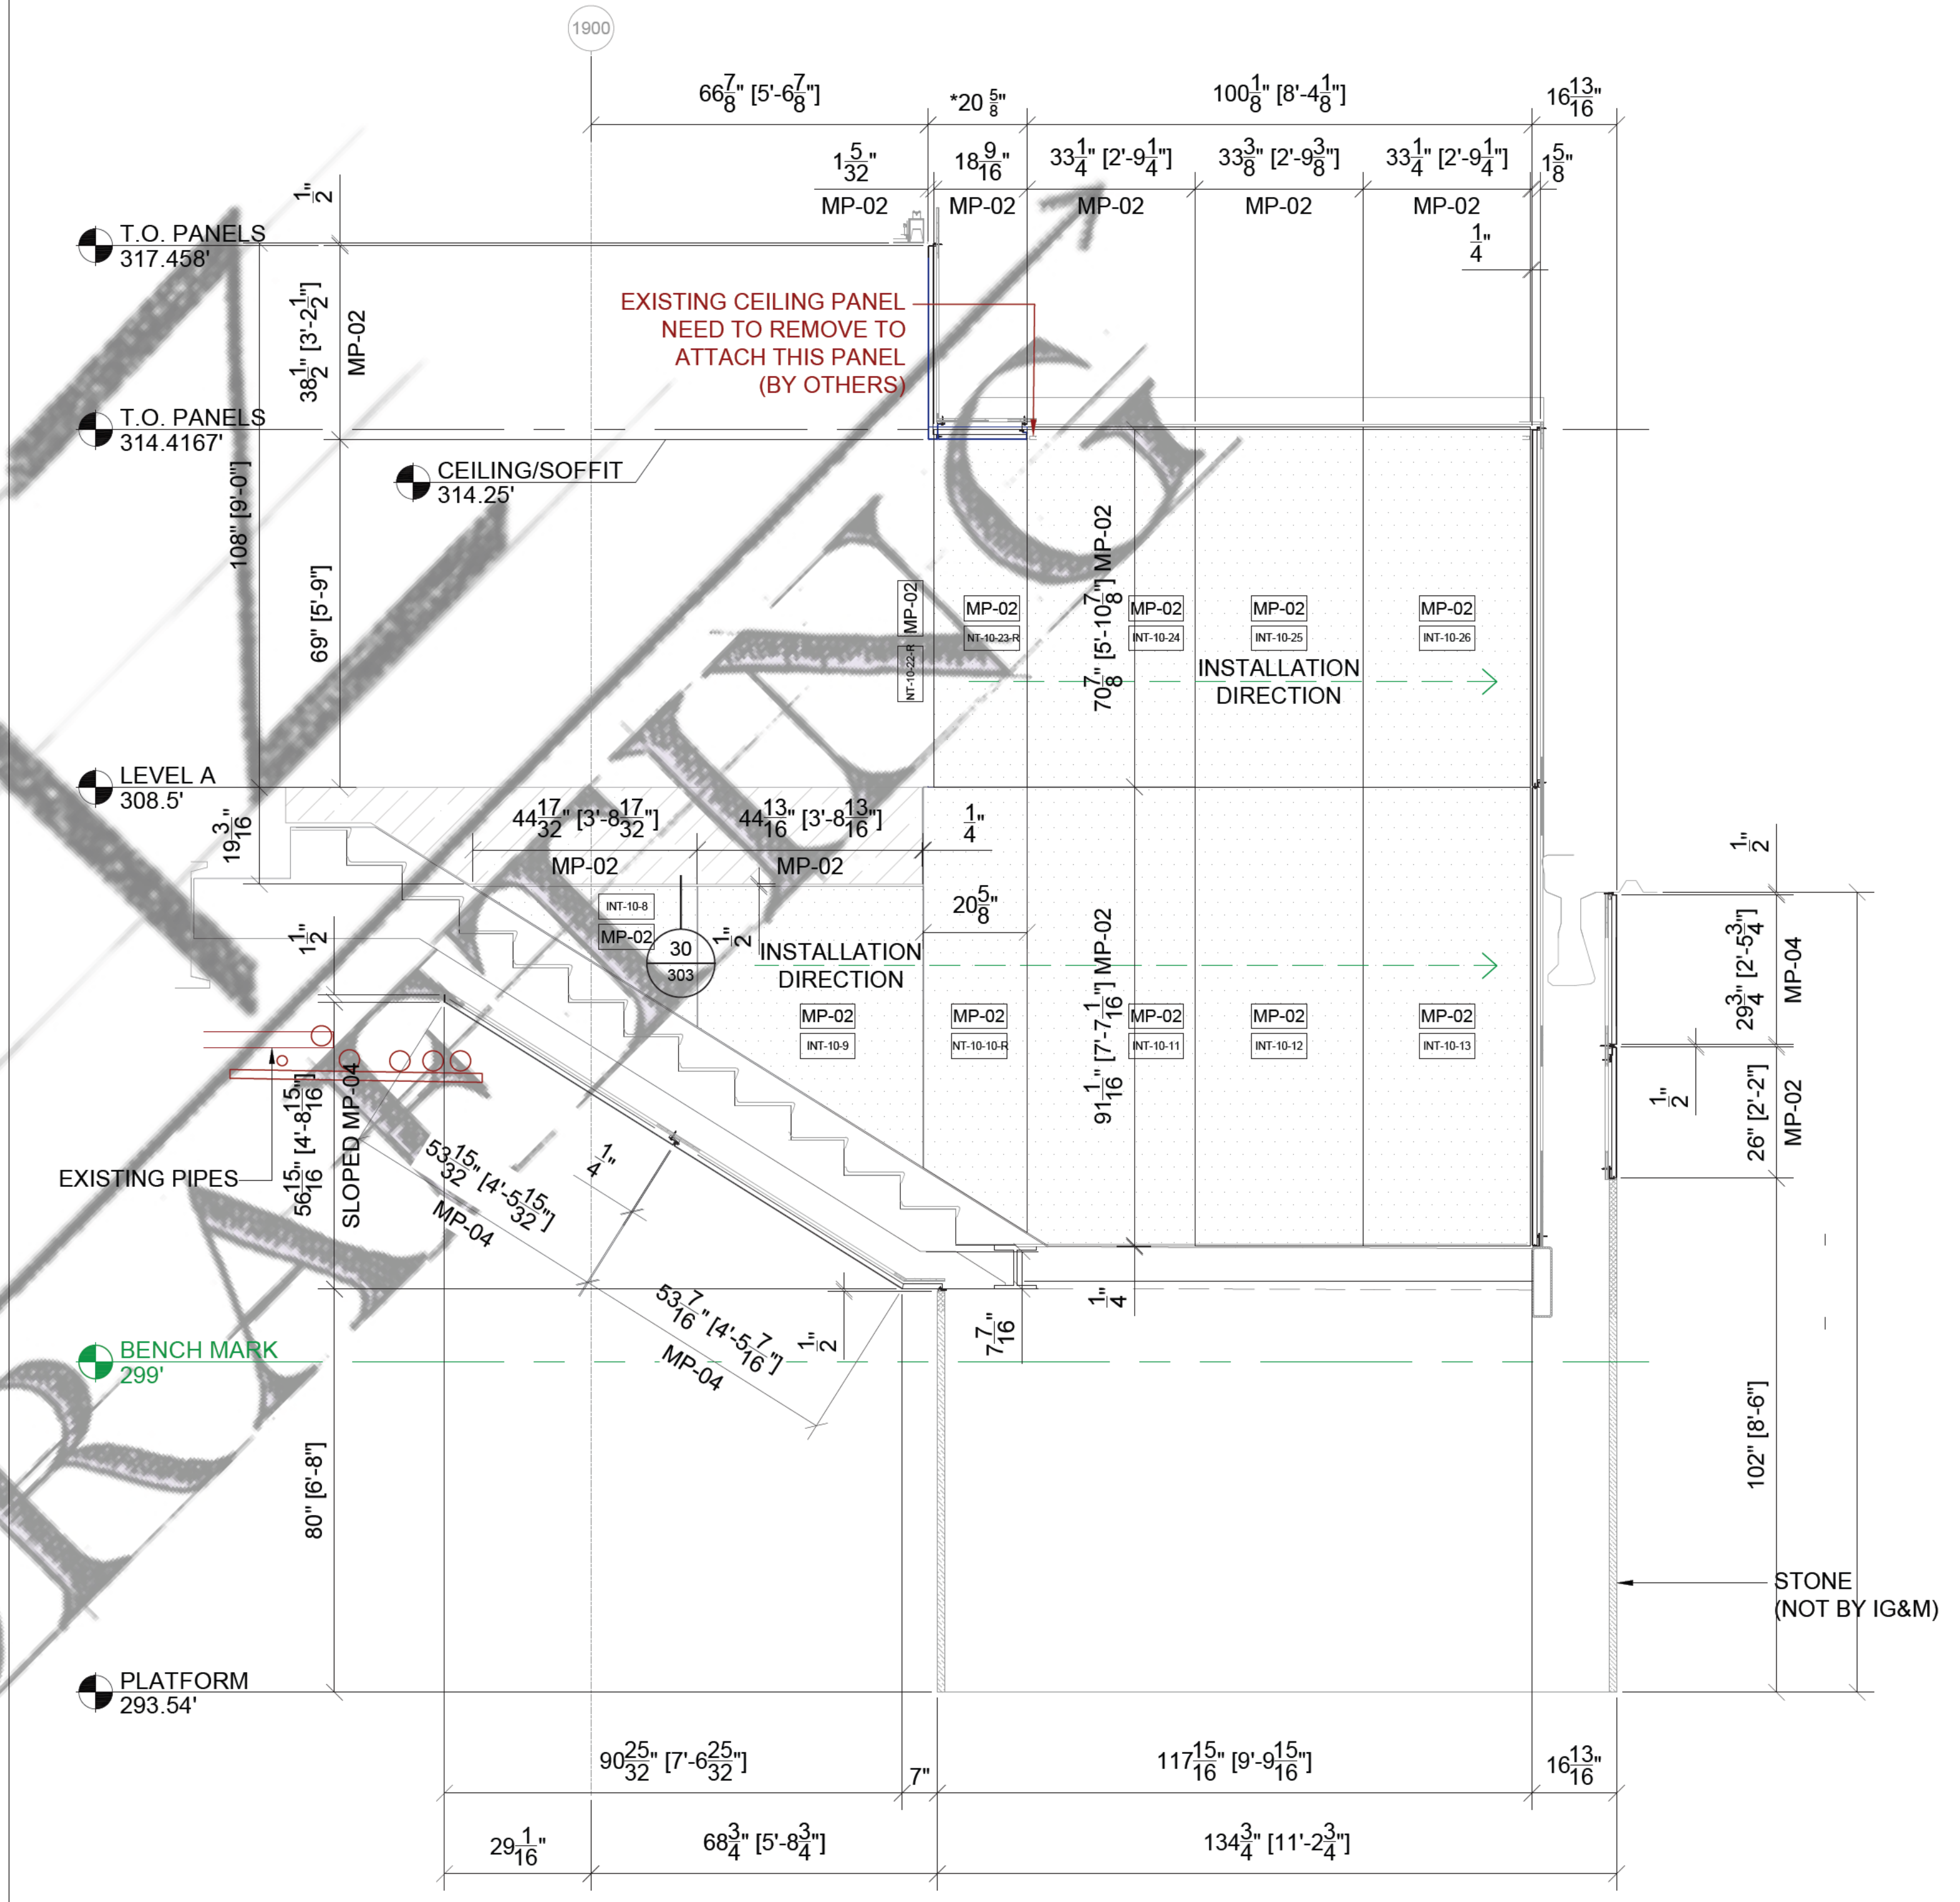 1900
66 7/8" [5'-6 7/8"]
*20 5/8"
100 1/8" [8'-4 1/8"]
16 13/16"
1 5/32"
18 9/16"
33 1/4" [2'-9 1/4"]
33 3/8" [2'-9 3/8"]
33 1/4" [2'-9 1/4"]
1 5/8"
MP-02
MP-02
MP-02
MP-02
MP-02
1/4"
1/2"
T.O. PANELS
317.458'
38 1/2" [3'-2 1/2"]
MP-02
EXISTING CEILING PANEL
NEED TO REMOVE TO
ATTACH THIS PANEL
(BY OTHERS)
T.O. PANELS
314.4167'
CEILING/SOFFIT
314.25'
108" [9'-0"]
69" [5'-9"]
70 7/8" [5'-10 7/8"] MP-02
MP-02
NT-10-22-R
MP-02
NT-10-23-R
MP-02
INT-10-24
MP-02
INT-10-25
MP-02
INT-10-26
INSTALLATION
DIRECTION
LEVEL A
308.5'
19 3/16"
44 17/32" [3'-8 17/32"]
44 13/16" [3'-8 13/16"]
1/4"
MP-02
MP-02
INT-10-8
MP-02
30
303
1/2"
20 5/8"
INSTALLATION
DIRECTION
1/2"
29 3/4" [2'-5 3/4"]
MP-04
1 1/2"
MP-02
INT-10-9
MP-02
NT-10-10-R
91 1/16" [7'-7 1/16"] MP-02
MP-02
INT-10-11
MP-02
INT-10-12
MP-02
INT-10-13
1/2"
26" [2'-2"]
MP-02
EXISTING PIPES
56 15/16" [4'-8 15/16"]
SLOPED MP-04
53 15/32" [4'-5 15/32"]
MP-04
1/4"
53 7/16" [4'-5 7/16"]
MP-04
1/2"
7 7/16"
1/4"
BENCH MARK
299'
80" [6'-8"]
102" [8'-6"]
STONE
(NOT BY IG&M)
PLATFORM
293.54'
90 25/32" [7'-6 25/32"]
7"
117 15/16" [9'-9 15/16"]
16 13/16"
29 1/16"
68 3/4" [5'-8 3/4"]
134 3/4" [11'-2 3/4"]